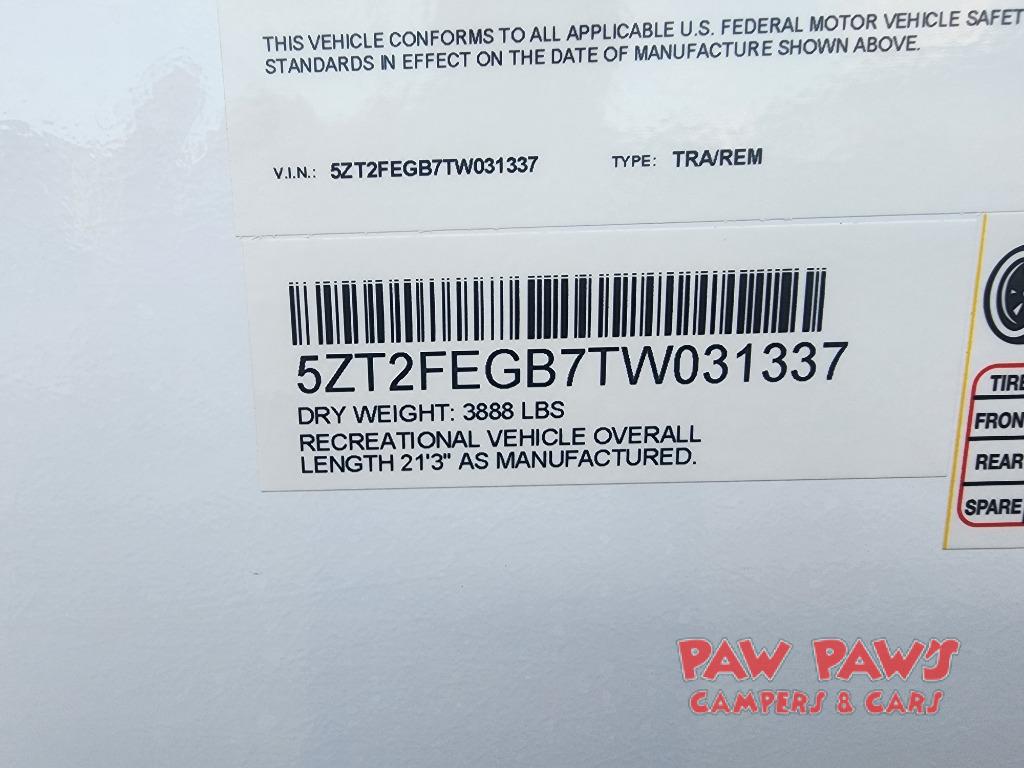 THIS VEHICLE CONFORMS TO ALL APPLICABLE U.S. FEDERAL MOTOR VEHICLE SAFET
STANDARDS IN EFFECT ON THE DATE OF MANUFACTURE SHOWN ABOVE.
V.I.N.: 5ZT2FEGB7TW031337 TYPE: TRA/REM
5ZT2FEGB7TW031337
DRY WEIGHT: 3888 LBS
RECREATIONAL VEHICLE OVERALL
LENGTH 21'3" AS MANUFACTURED.
TIRE
FRON
REAR
SPARE
PAW PAW'S
CAMPERS & CARS